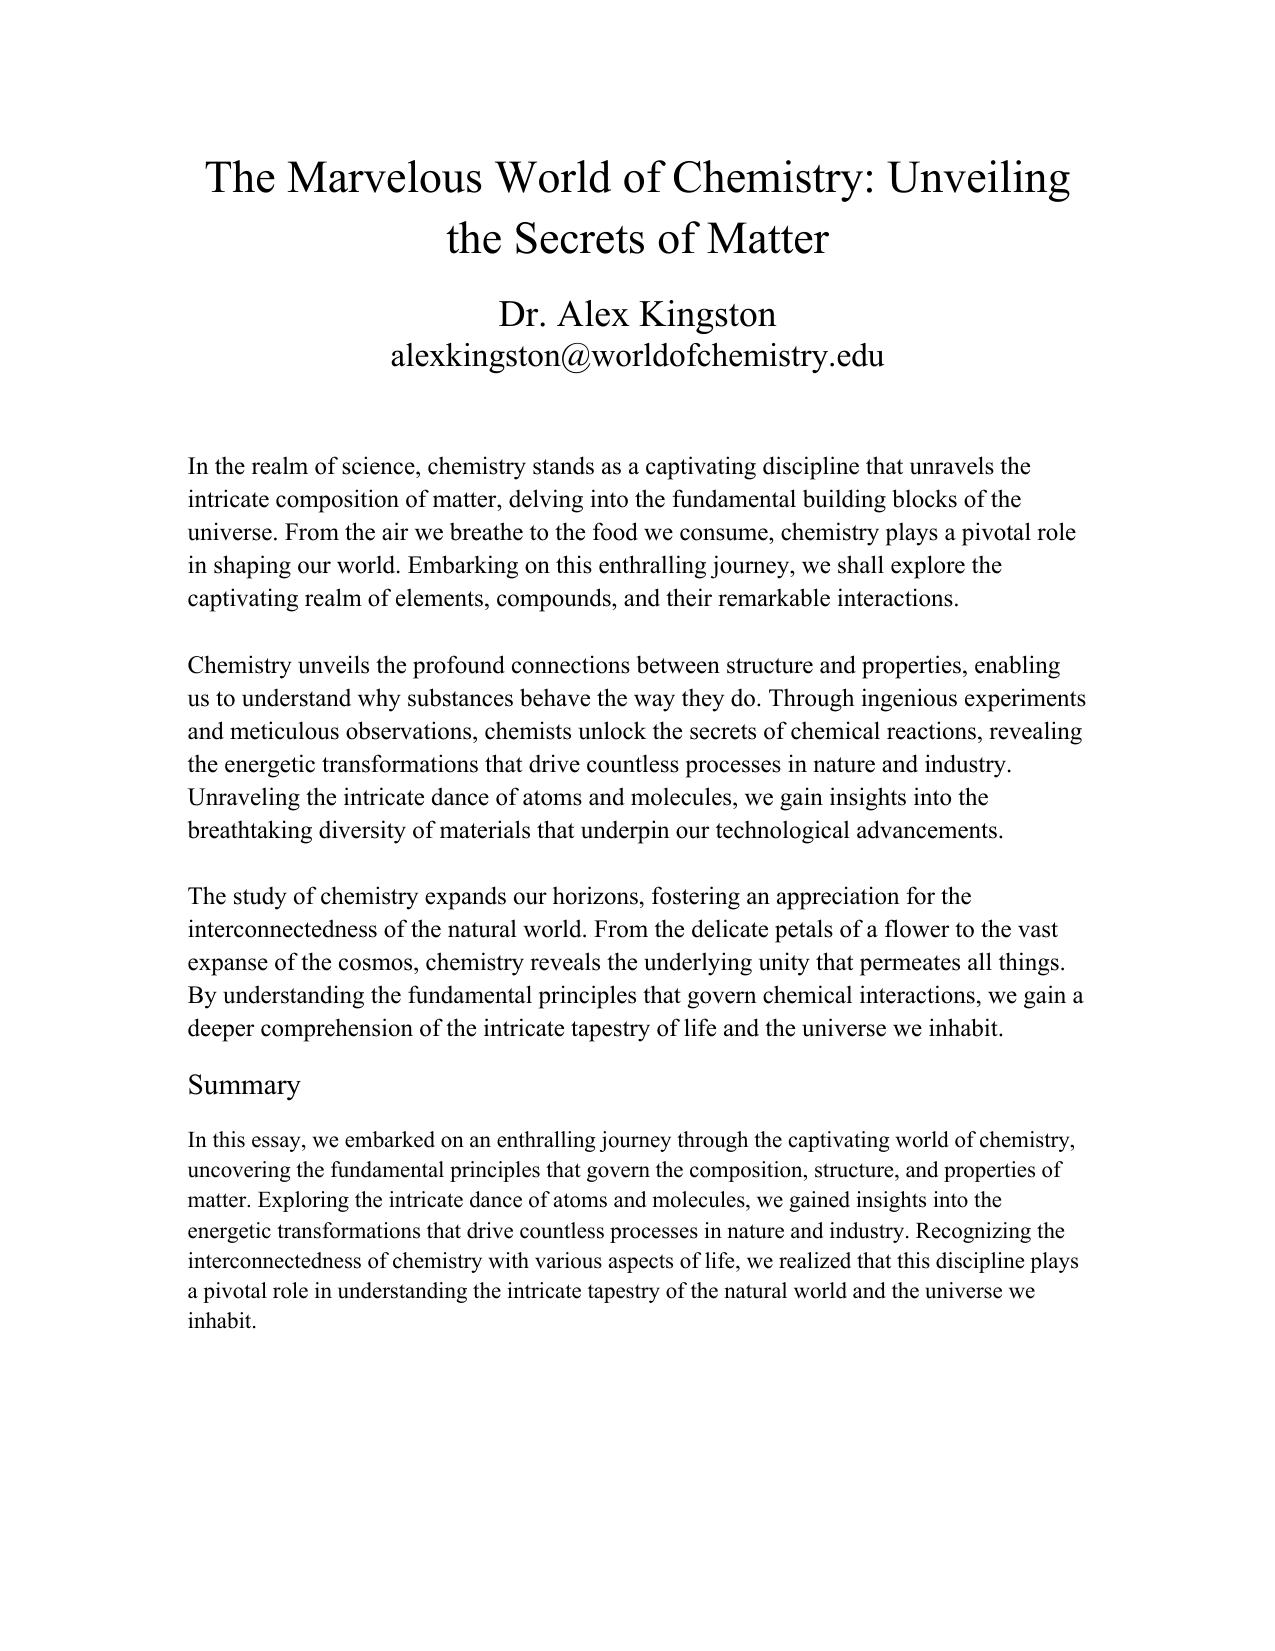 The Marvelous World of Chemistry: Unveiling
the Secrets of Matter
Dr. Alex Kingston
alexkingston@worldofchemistry.edu
In the realm of science, chemistry stands as a captivating discipline that unravels the
intricate composition of matter, delving into the fundamental building blocks of the
universe. From the air we breathe to the food we consume, chemistry plays a pivotal role
in shaping our world. Embarking on this enthralling journey, we shall explore the
captivating realm of elements, compounds, and their remarkable interactions.
Chemistry unveils the profound connections between structure and properties, enabling
us to understand why substances behave the way they do. Through ingenious experiments
and meticulous observations, chemists unlock the secrets of chemical reactions, revealing
the energetic transformations that drive countless processes in nature and industry.
Unraveling the intricate dance of atoms and molecules, we gain insights into the
breathtaking diversity of materials that underpin our technological advancements.
The study of chemistry expands our horizons, fostering an appreciation for the
interconnectedness of the natural world. From the delicate petals of a flower to the vast
expanse of the cosmos, chemistry reveals the underlying unity that permeates all things.
By understanding the fundamental principles that govern chemical interactions, we gain a
deeper comprehension of the intricate tapestry of life and the universe we inhabit.
Summary
In this essay, we embarked on an enthralling journey through the captivating world of chemistry,
uncovering the fundamental principles that govern the composition, structure, and properties of
matter. Exploring the intricate dance of atoms and molecules, we gained insights into the
energetic transformations that drive countless processes in nature and industry. Recognizing the
interconnectedness of chemistry with various aspects of life, we realized that this discipline plays
a pivotal role in understanding the intricate tapestry of the natural world and the universe we
inhabit.